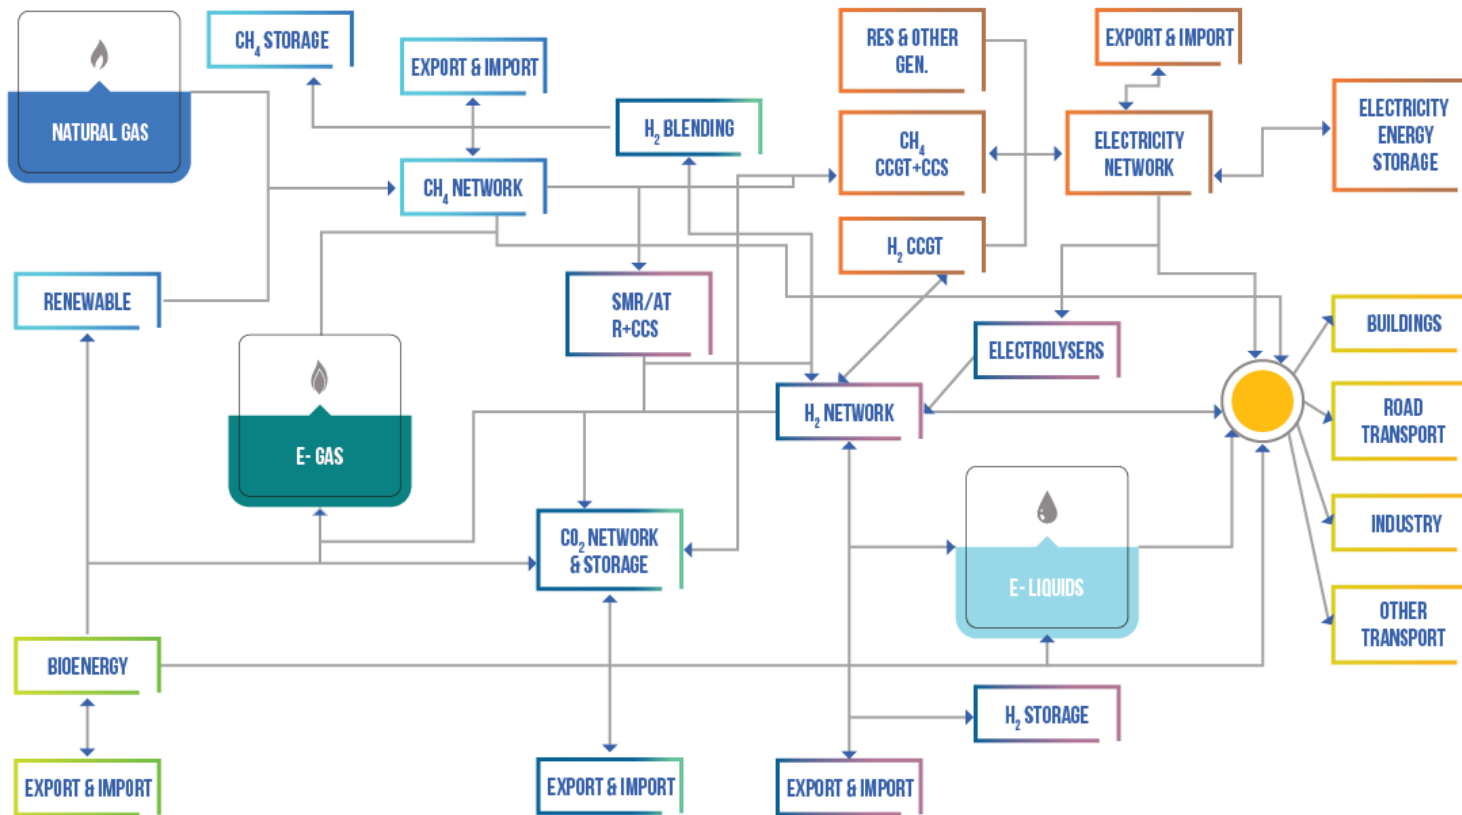 CH₄ STORAGE
EXPORT & IMPORT
RES & OTHER
GEN.
EXPORT & IMPORT
NATURAL GAS
H₂ BLENDING
CH₄
CCGT+CCS
ELECTRICITY
NETWORK
ELECTRICITY
ENERGY
STORAGE
CH₄ NETWORK
H₂ CCGT
RENEWABLE
SMR/AT
R+CCS
ELECTROLYSERS
BUILDINGS
H₂ NETWORK
ROAD
TRANSPORT
E- GAS
CO₂ NETWORK
& STORAGE
INDUSTRY
E- LIQUIDS
OTHER
TRANSPORT
BIOENERGY
H₂ STORAGE
EXPORT & IMPORT
EXPORT & IMPORT
EXPORT & IMPORT